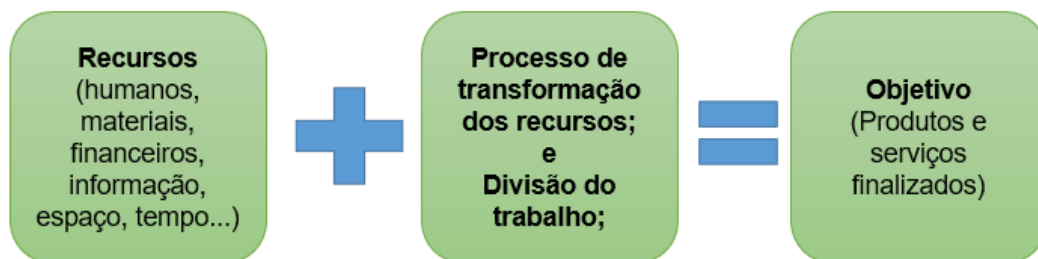 Recursos
(humanos,
materiais,
financeiros,
informação,
espaço, tempo...)
Processo de
transformação
dos recursos;
e
Divisão do
trabalho;
Objetivo
(Produtos e
serviços
finalizados)